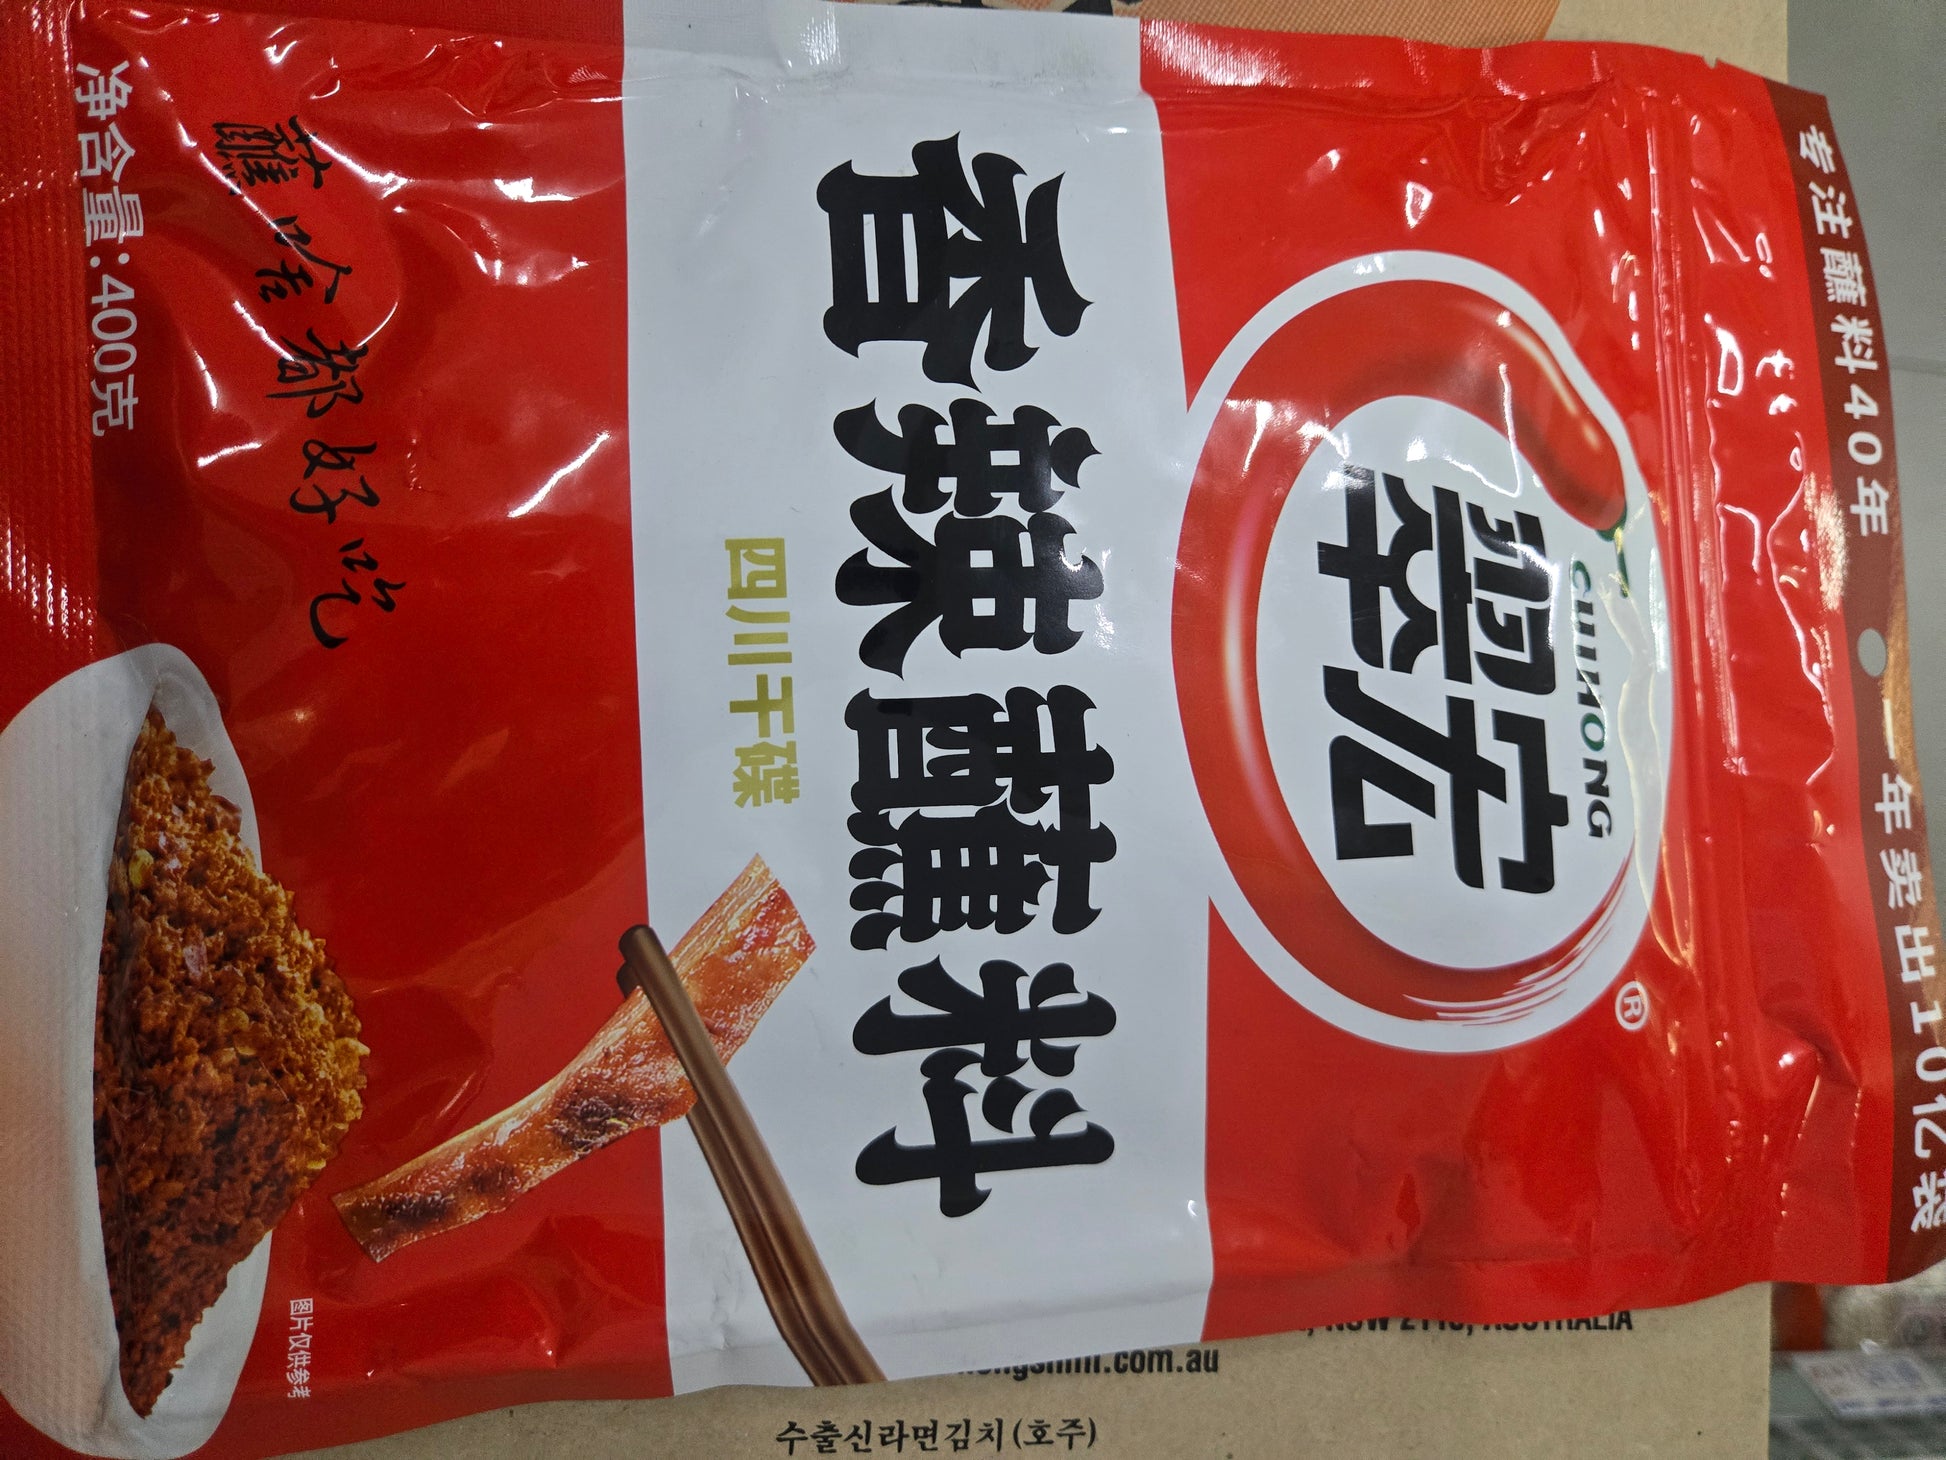 专注蘸料40年 一年卖出10亿袋
CUIHONG
翠宏
®
香辣蘸料
四川干碟
蘸啥都好吃
图片仅供参考
净含量:400克
NSW 2140, AUSTRALIA
.com.au
수출신라면김치(호주)